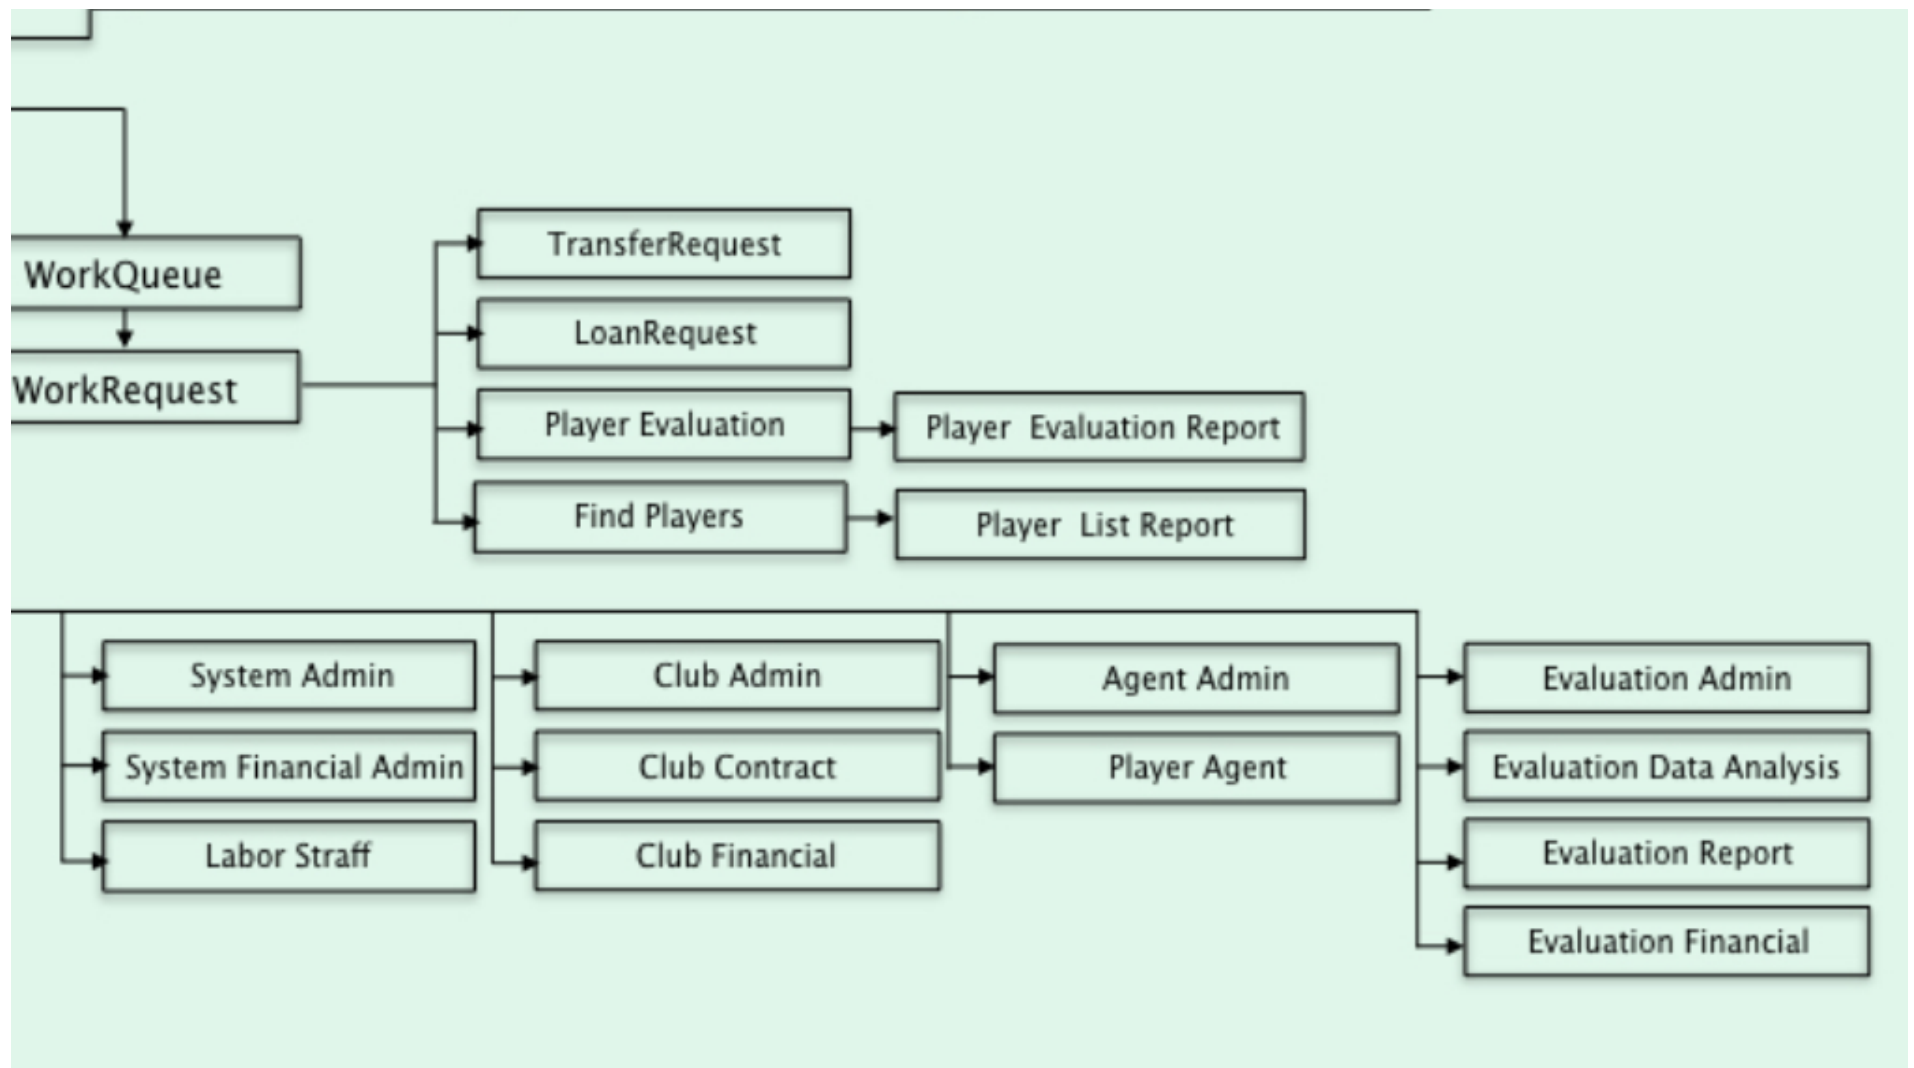 WorkQueue
WorkRequest
TransferRequest
LoanRequest
Player Evaluation
Player Evaluation Report
Find Players
Player List Report
System Admin
System Financial Admin
Labor Straff
Club Admin
Club Contract
Club Financial
Agent Admin
Player Agent
Evaluation Admin
Evaluation Data Analysis
Evaluation Report
Evaluation Financial